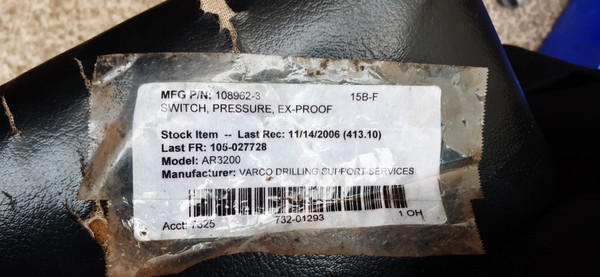 MFG P/N: 108962-3 15B-F
SWITCH, PRESSURE, EX-PROOF
Stock Item -- Last Rec: 11/14/2006 (413.10)
Last FR: 105-027728
Model: AR3200
Manufacturer: VARCO DRILLING SUPPORT SERVICES
Acct: 7325 732-01293 1 OH